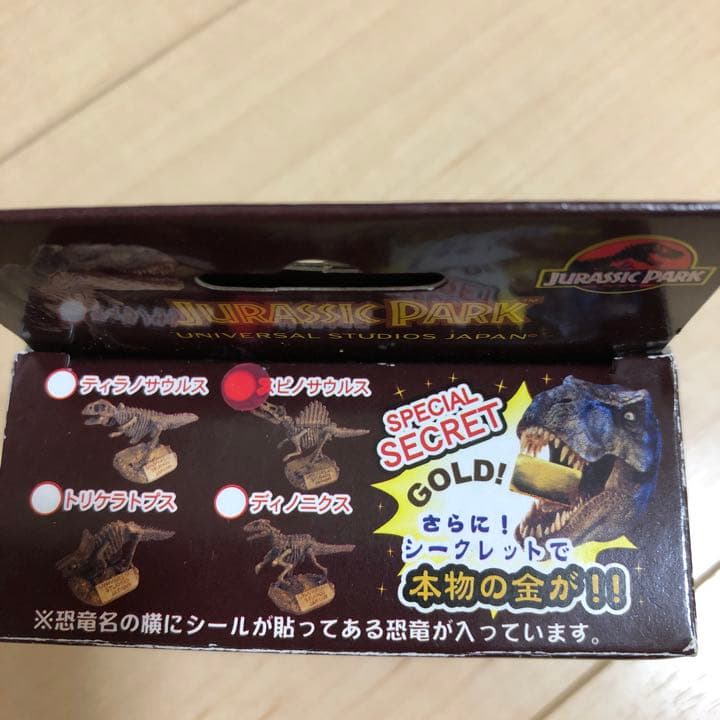 JURASSIC PARK
JURASSIC PARK™
UNIVERSAL STUDIOS JAPAN®
ティラノサウルス
スピノサウルス
トリケラトプス
ディノニクス
SPECIAL
SECRET
GOLD!
さらに!
シークレットで
本物の金が!!
※恐竜名の横にシールが貼ってある恐竜が入っています。